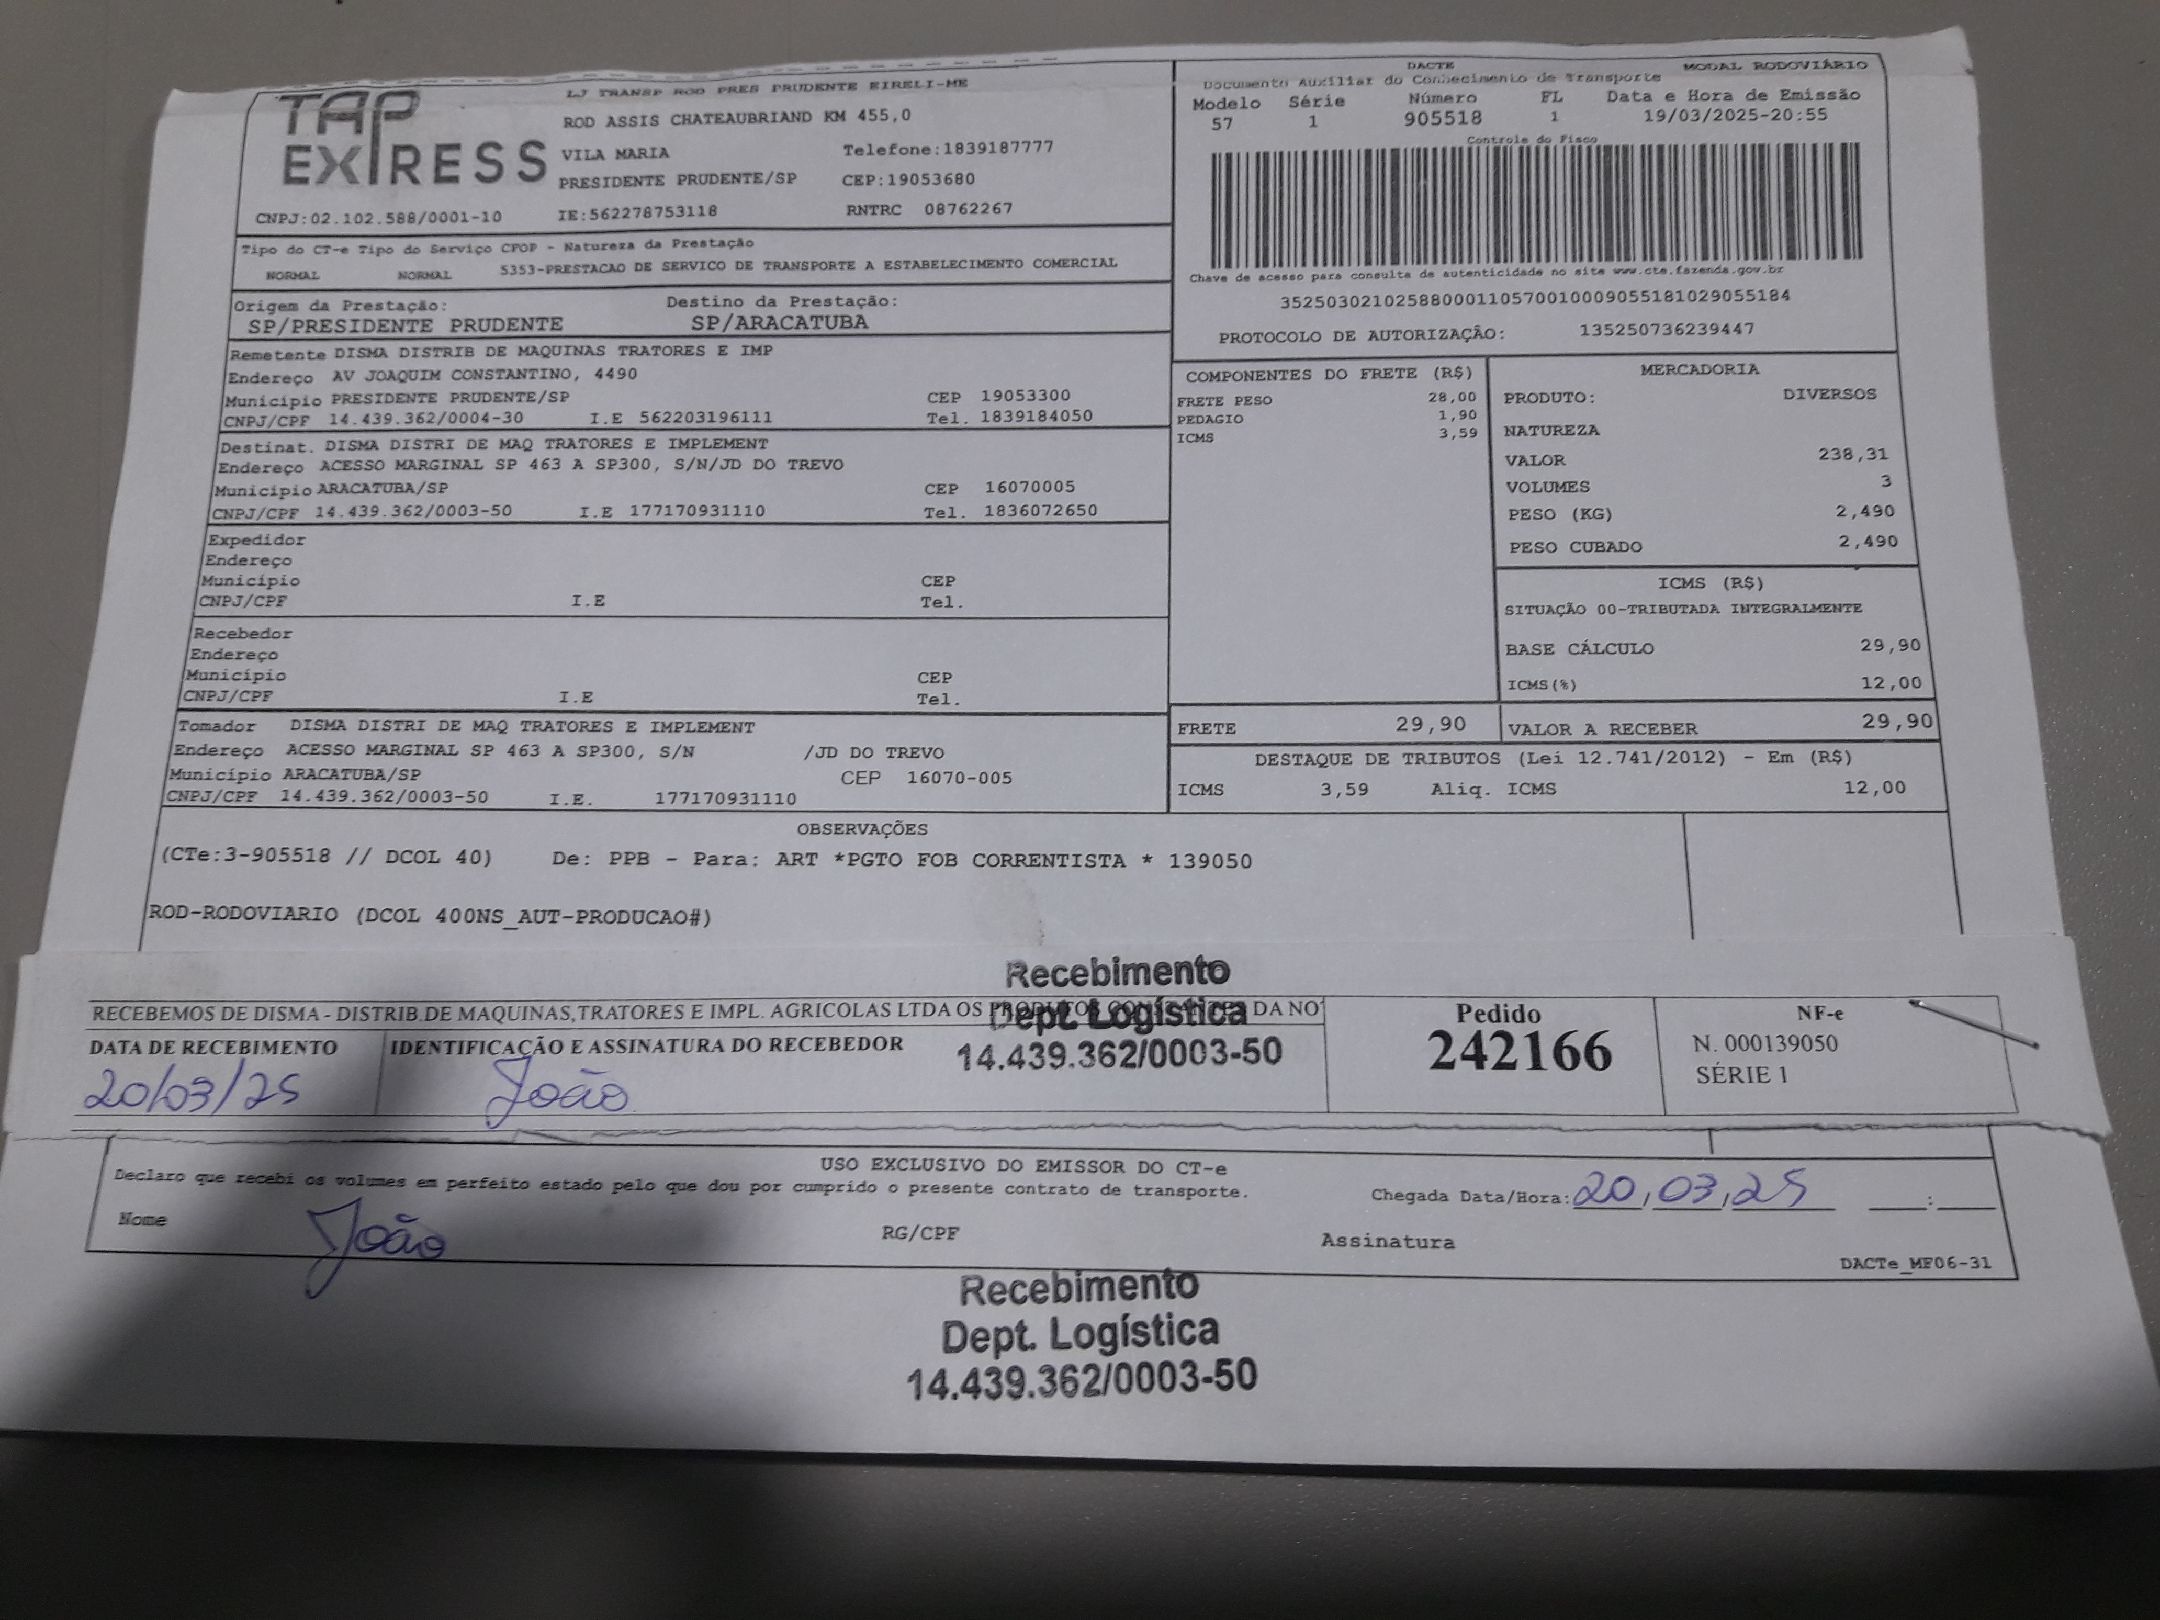 TAP EXPRESS
LJ TRANSP ROD PRES PRUDENTE EIRELI-ME
ROD ASSIS CHATEAUBRIAND KM 455,0
VILA MARIA Telefone:1839187777
PRESIDENTE PRUDENTE/SP CEP:19053680
CNPJ:02.102.588/0001-10 IE:562278753118 RNTRC 08762267
DACTE MODAL RODOVIÁRIO
Documento Auxiliar do Conhecimento de Transporte
Modelo Série Número FL Data e Hora de Emissão
57 1 905518 1 19/03/2025-20:55
Controle do Fisco
Chave de acesso para consulta de autenticidade no site www.cte.fazenda.gov.br
35250302102588000110570010009055181029055184
PROTOCOLO DE AUTORIZAÇÃO: 135250736239447
Tipo do CT-e Tipo do Serviço CFOP - Natureza da Prestação
NORMAL NORMAL 5353-PRESTACAO DE SERVICO DE TRANSPORTE A ESTABELECIMENTO COMERCIAL
Origem da Prestação: Destino da Prestação:
SP/PRESIDENTE PRUDENTE SP/ARACATUBA
Remetente DISMA DISTRIB DE MAQUINAS TRATORES E IMP
Endereço AV JOAQUIM CONSTANTINO, 4490
Município PRESIDENTE PRUDENTE/SP CEP 19053300
CNPJ/CPF 14.439.362/0004-30 I.E 562203196111 Tel. 1839184050
Destinat. DISMA DISTRI DE MAQ TRATORES E IMPLEMENT
Endereço ACESSO MARGINAL SP 463 A SP300, S/N/JD DO TREVO
Município ARACATUBA/SP CEP 16070005
CNPJ/CPF 14.439.362/0003-50 I.E 177170931110 Tel. 1836072650
Expedidor
Endereço
Município CEP
CNPJ/CPF I.E Tel.
Recebedor
Endereço
Município CEP
CNPJ/CPF I.E Tel.
Tomador DISMA DISTRI DE MAQ TRATORES E IMPLEMENT
Endereço ACESSO MARGINAL SP 463 A SP300, S/N /JD DO TREVO
Município ARACATUBA/SP CEP 16070-005
CNPJ/CPF 14.439.362/0003-50 I.E. 177170931110
COMPONENTES DO FRETE (R$)
FRETE PESO 28,00
PEDAGIO 1,90
ICMS 3,59
MERCADORIA
PRODUTO: DIVERSOS
NATUREZA
VALOR 238,31
VOLUMES 3
PESO (KG) 2,490
PESO CUBADO 2,490
ICMS (R$)
SITUAÇÃO 00-TRIBUTADA INTEGRALMENTE
BASE CÁLCULO 29,90
ICMS(%) 12,00
FRETE 29,90 VALOR A RECEBER 29,90
DESTAQUE DE TRIBUTOS (Lei 12.741/2012) - Em (R$)
ICMS 3,59 Aliq. ICMS 12,00
OBSERVAÇÕES
(CTe:3-905518 // DCOL 40) De: PPB - Para: ART *PGTO FOB CORRENTISTA * 139050
ROD-RODOVIARIO (DCOL 400NS_AUT-PRODUCAO#)
Recebimento
Dept. Logística
14.439.362/0003-50
RECEBEMOS DE DISMA - DISTRIB.DE MAQUINAS,TRATORES E IMPL. AGRICOLAS LTDA OS PRODUTOS CONSTANTES DA NO
DATA DE RECEBIMENTO IDENTIFICAÇÃO E ASSINATURA DO RECEBEDOR
20/03/25 João
Pedido
242166
NF-e
N. 000139050
SÉRIE 1
USO EXCLUSIVO DO EMISSOR DO CT-e
Declaro que recebi os volumes em perfeito estado pelo que dou por cumprido o presente contrato de transporte.
Chegada Data/Hora: 20,03,25 :
Nome João RG/CPF Assinatura
DACTe_MF06-31
Recebimento
Dept. Logística
14.439.362/0003-50